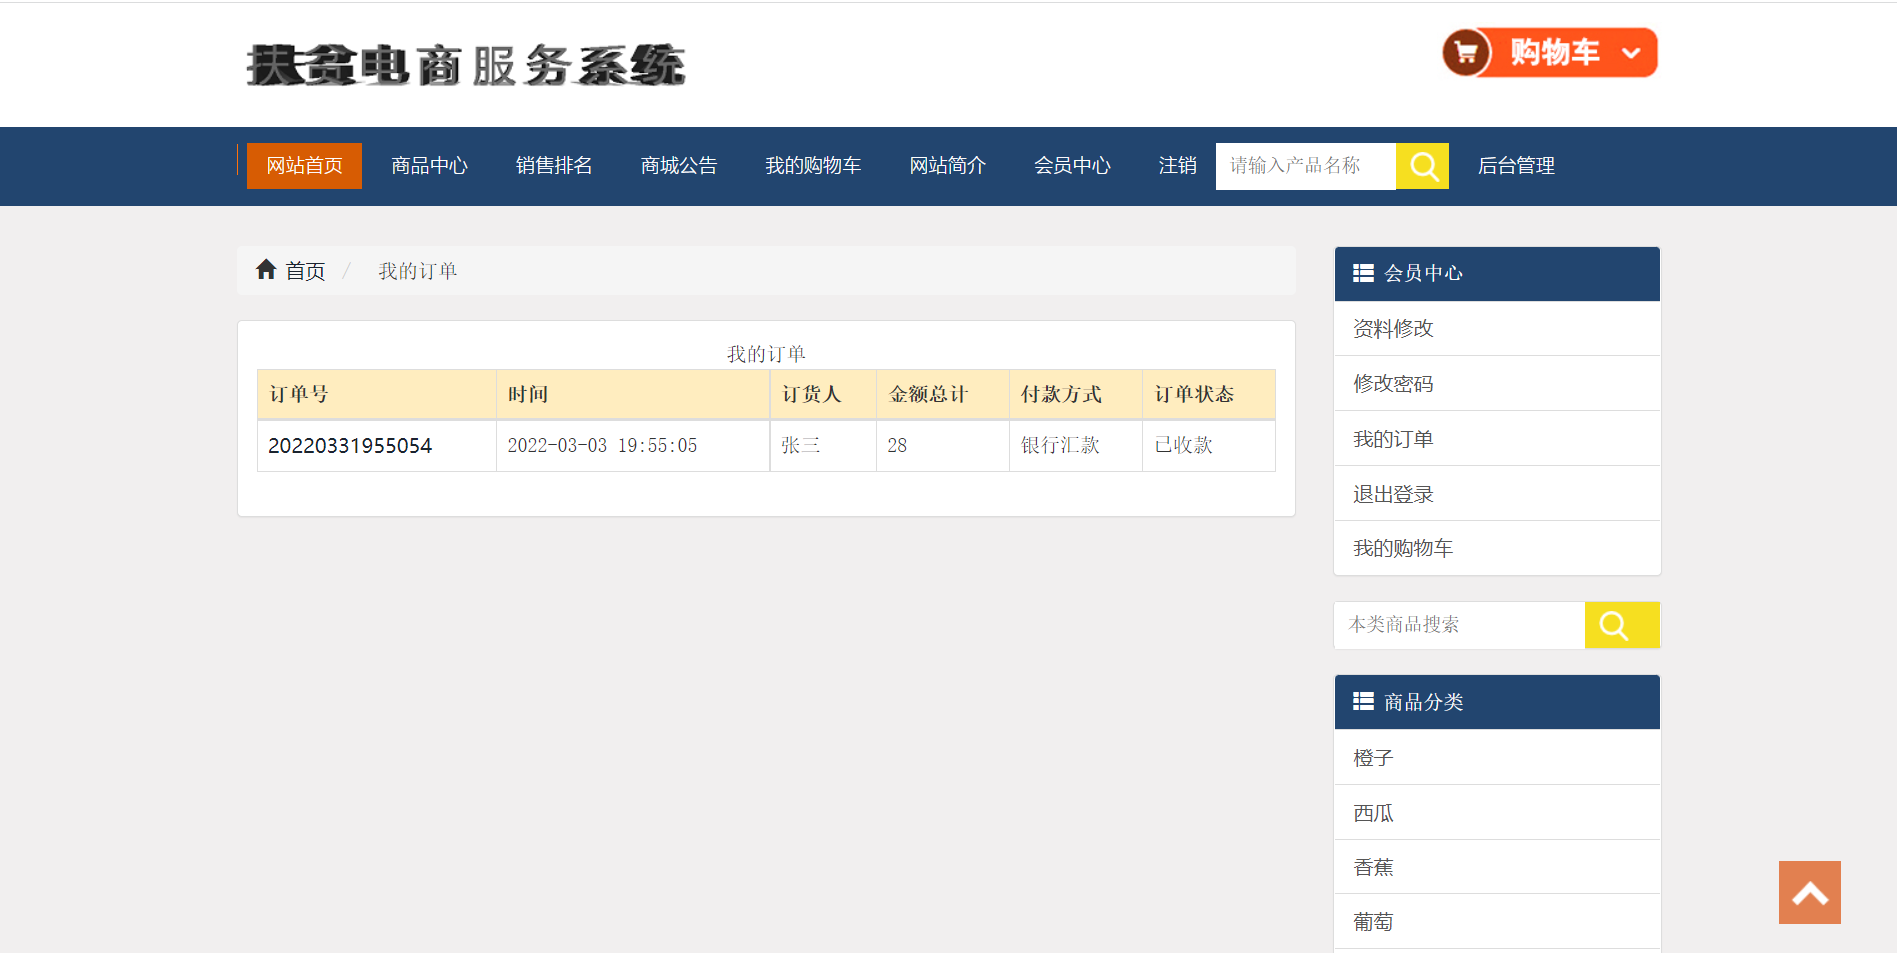 扶贫电商服务系统
购物车
网站首页 商品中心 销售排名 商城公告 我的购物车 网站简介 会员中心 注销 请输入产品名称 后台管理
首页 / 我的订单
我的订单
订单号 时间 订货人 金额总计 付款方式 订单状态
20220331955054 2022-03-03 19:55:05 张三 28 银行汇款 已收款
会员中心
资料修改
修改密码
我的订单
退出登录
我的购物车
本类商品搜索
商品分类
橙子
西瓜
香蕉
葡萄